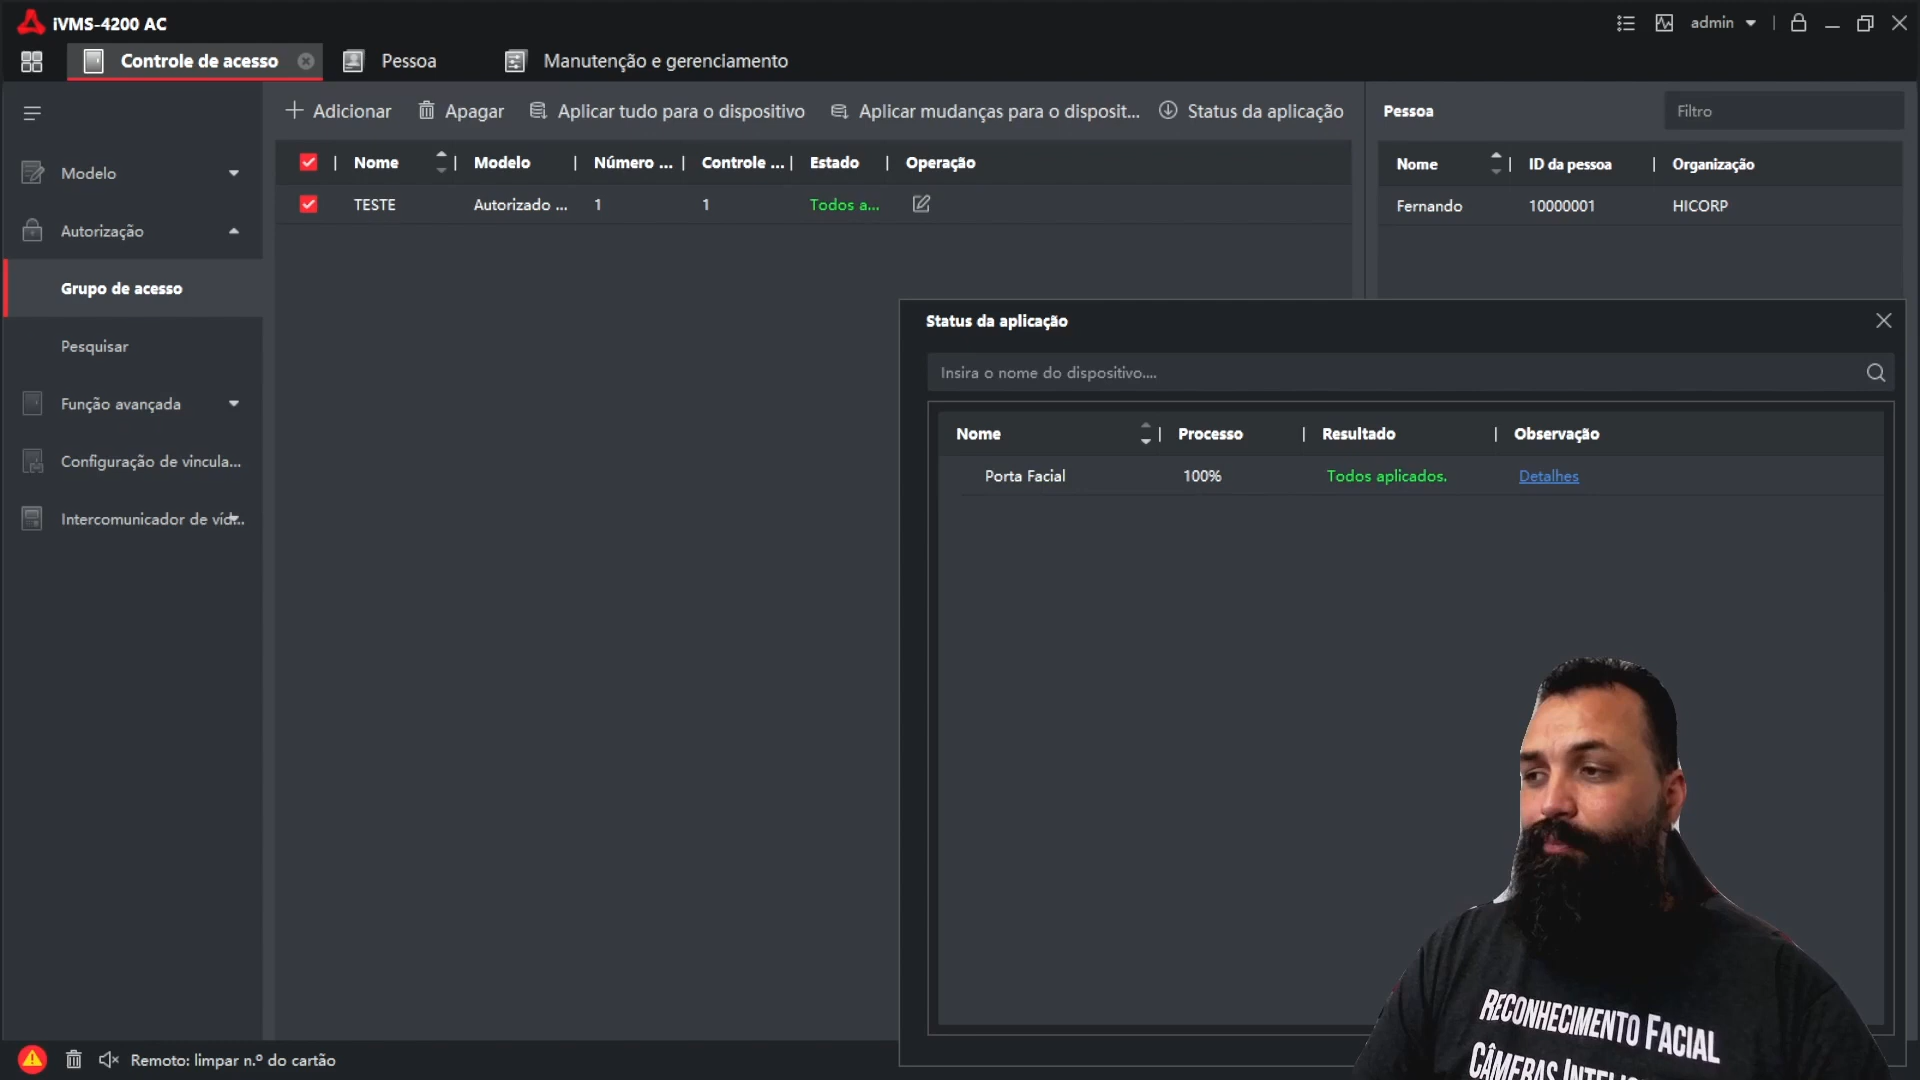 iVMS-4200 AC
admin
Controle de acesso
Pessoa
Manutenção e gerenciamento
Adicionar
Apagar
Aplicar tudo para o dispositivo
Aplicar mudanças para o disposit...
Status da aplicação
Pessoa
Filtro
Modelo
Autorização
Grupo de acesso
Pesquisar
Função avançada
Configuração de vincula...
Intercomunicador de víd...
Nome | Modelo | Número ... | Controle ... | Estado | Operação
TESTE Autorizado ... 1 1 Todos a...
Nome | ID da pessoa | Organização
Fernando 10000001 HICORP
Status da aplicação
Insira o nome do dispositivo....
Nome | Processo | Resultado | Observação
Porta Facial 100% Todos aplicados. Detalhes
RECONHECIMENTO FACIAL
CÂMERAS
Remoto: limpar n.º do cartão